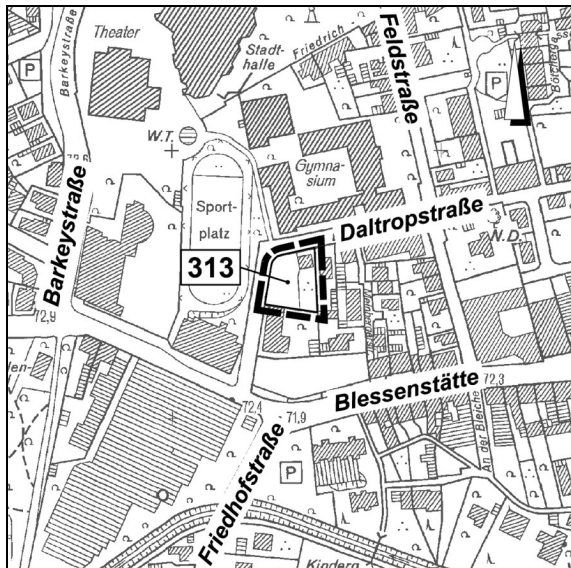 Theater
Barkeystraße
P
Stadt-
halle
Friedrich
Feldstraße
P
W.T.
Gymna-
sium
Sport-
platz
Daltropstraße
N.D.
Barkeystraße
313
72,9
Blessenstätte
72,3
72,4
71,9
An der Bleiche
Friedhofstraße
P
Kinderg.